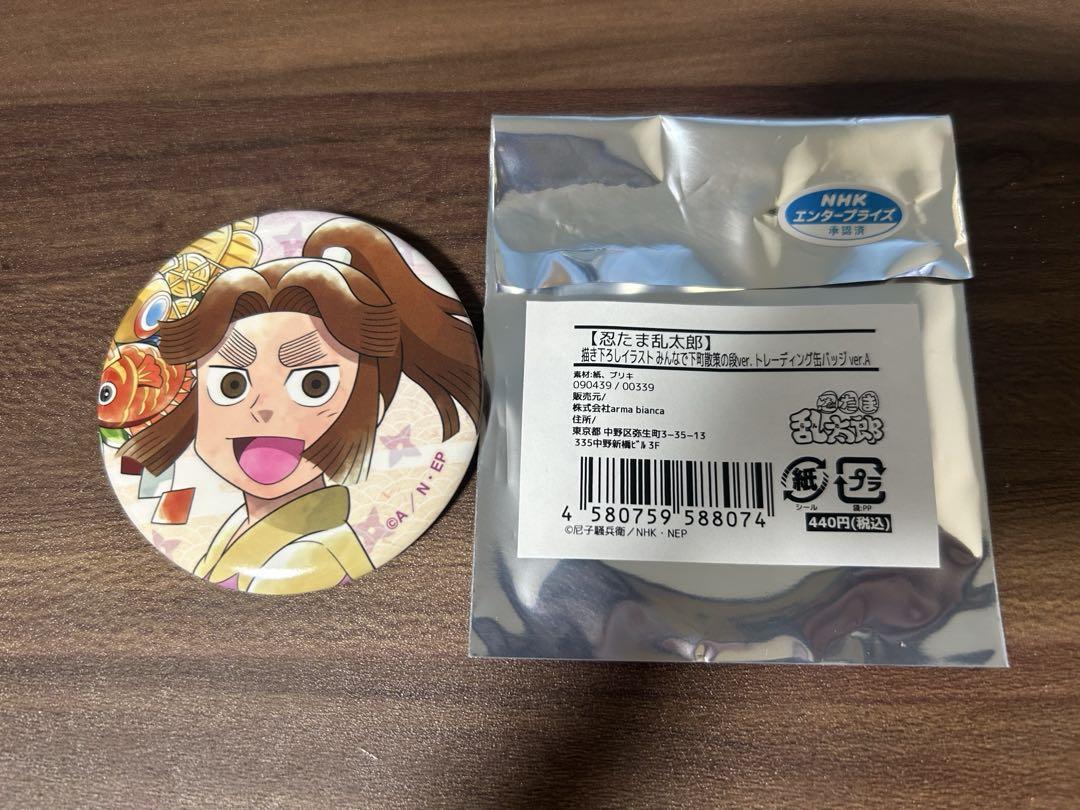 ©A/N・EP
NHK
エンタープライズ
承認済
【忍たま乱太郎】
描き下ろしイラスト みんなで下町散策の段ver. トレーディング缶バッジ ver.A
素材:紙、ブリキ
090439 / 00339
販売元/
株式会社arma bianca
住所/
東京都 中野区弥生町3-35-13
335中野新橋ﾋﾞﾙ 3F
忍たま
乱太郎
紙
シール
プラ
袋:PP
4 580759 588074
440円(税込)
©尼子騒兵衛/NHK・NEP